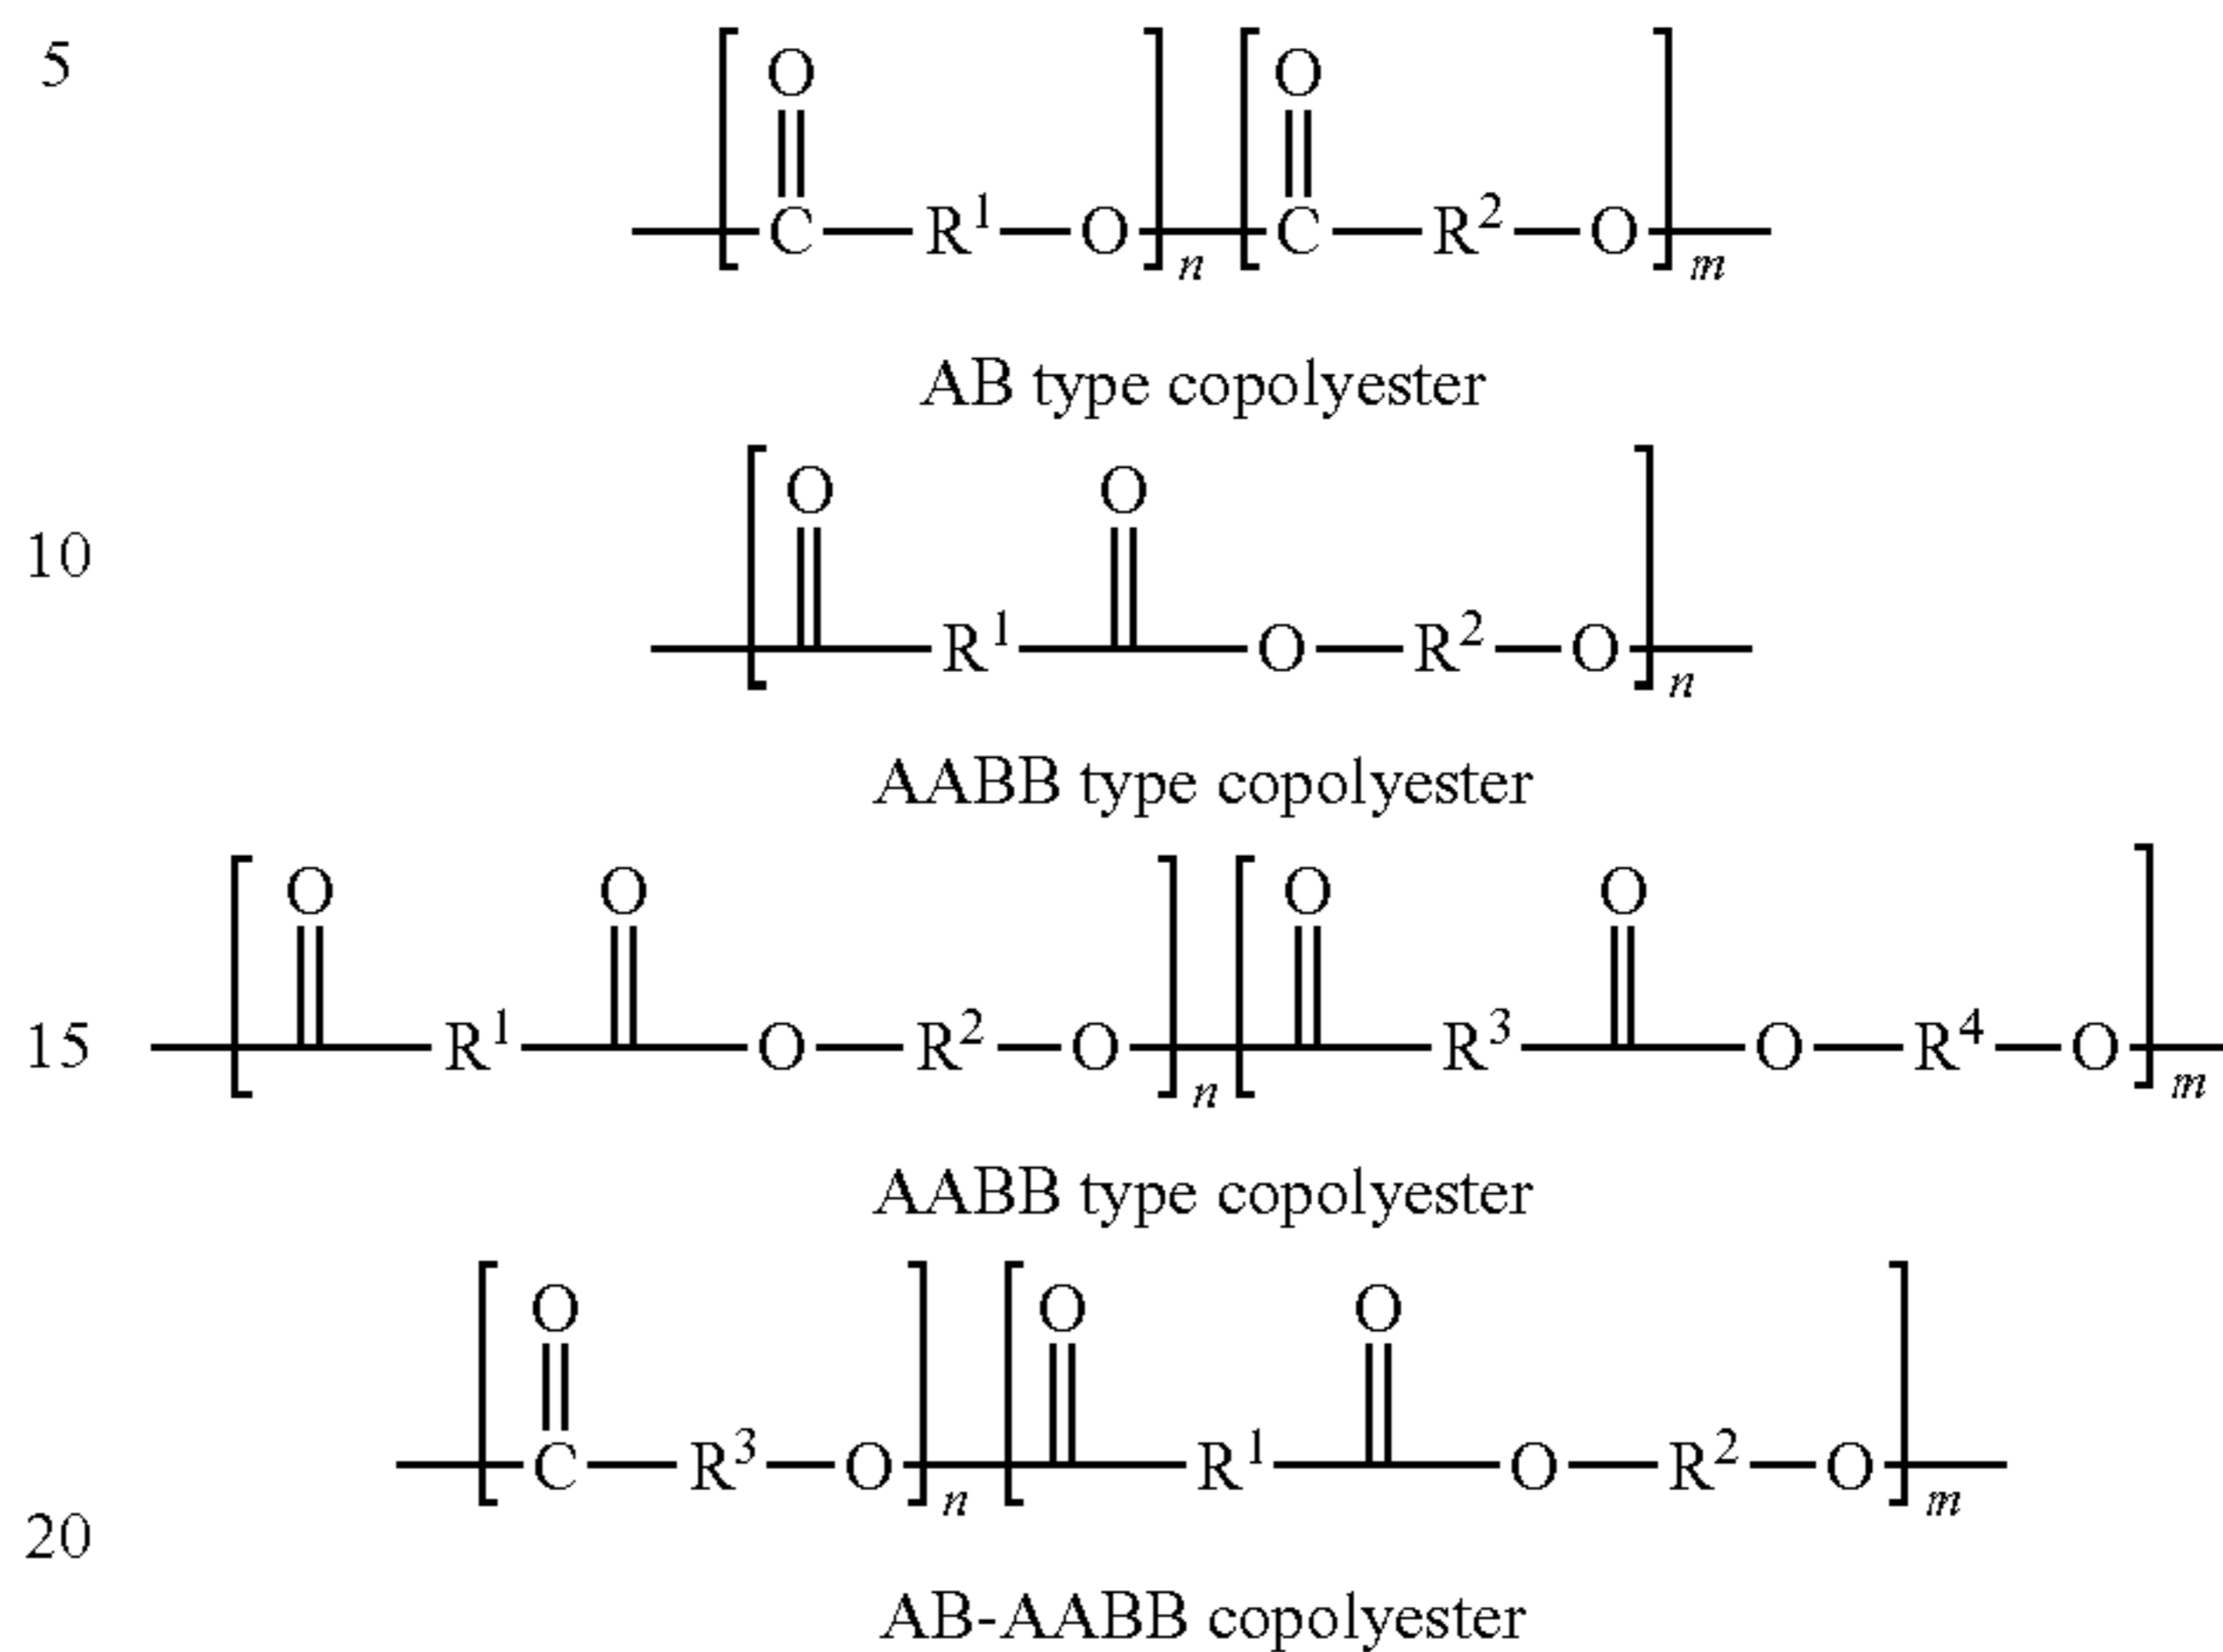 5
O O
C R¹ O n C R² O m
AB type copolyester
O O
10
R¹ O R² O n
AABB type copolyester
O O O O
15 R¹ O R² O n R³ O R⁴ O m
AABB type copolyester
O O O
C R³ O n R¹ O R² O m
20
AB-AABB copolyester